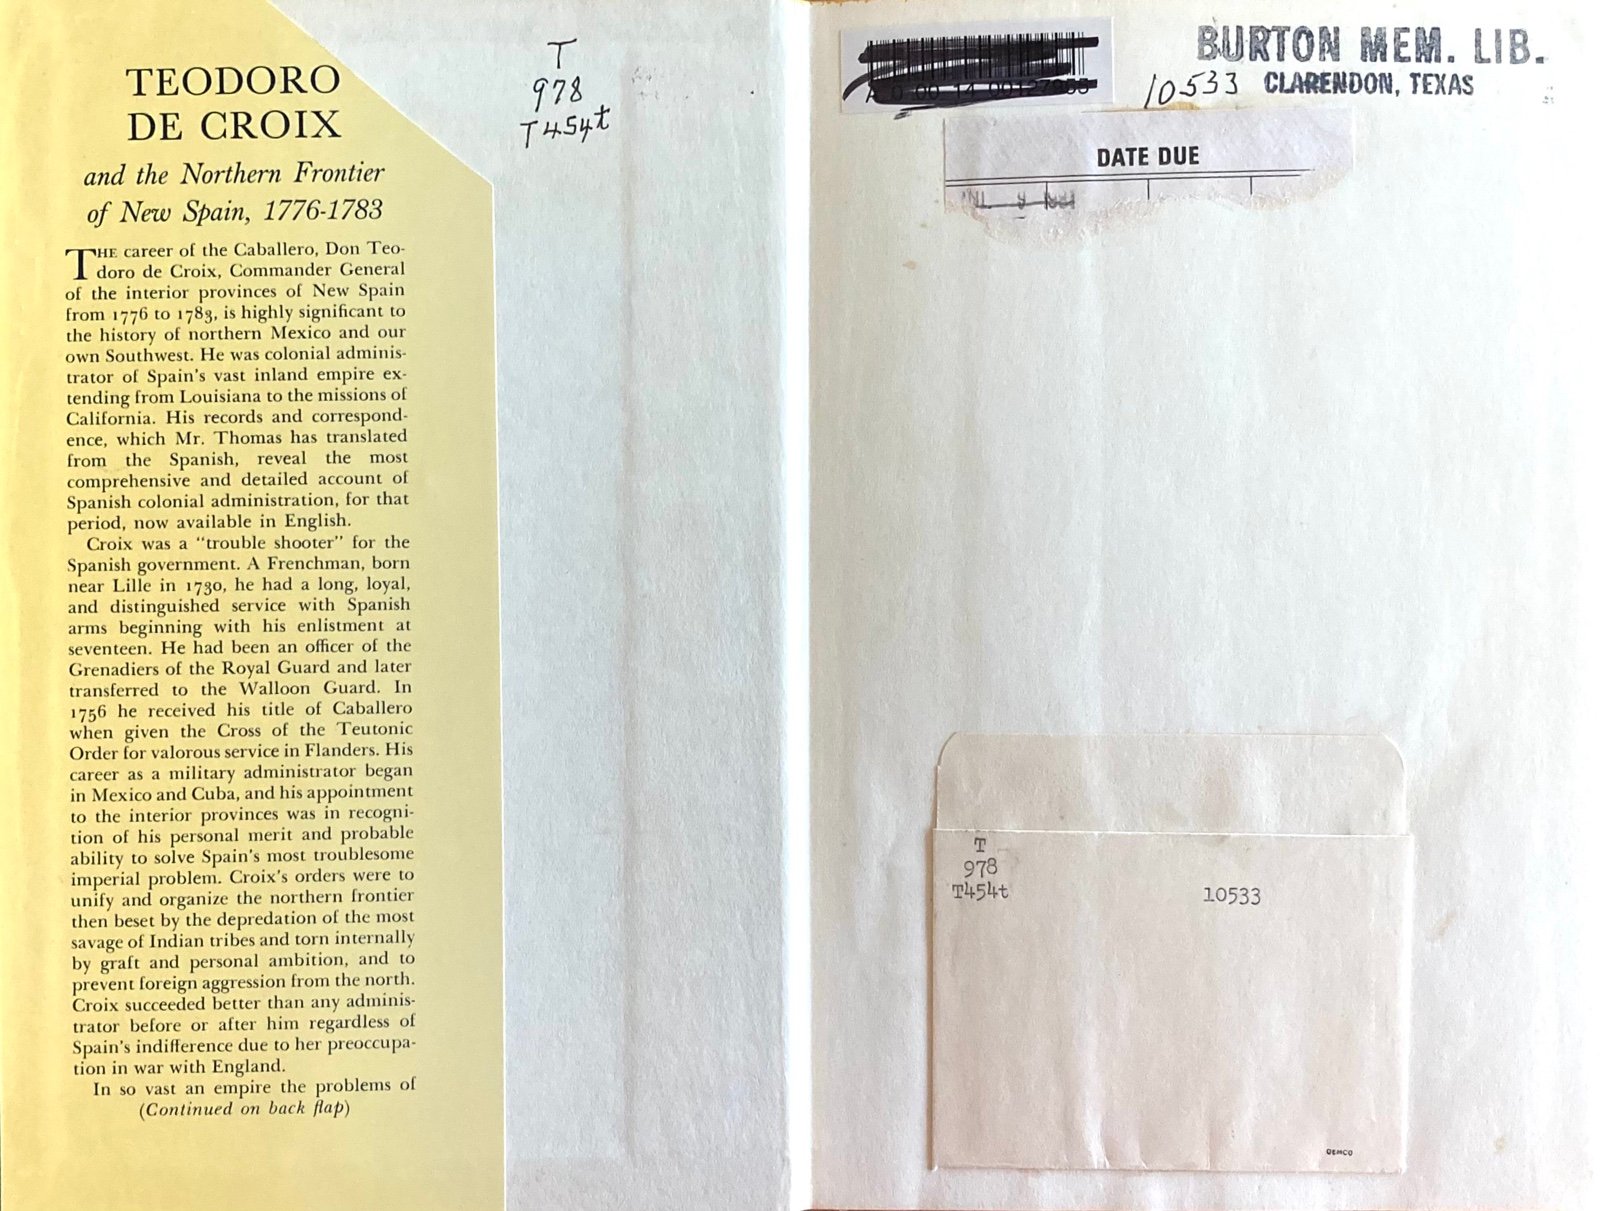 TEODORO
DE CROIX
and the Northern Frontier
of New Spain, 1776-1783
THE career of the Caballero, Don Teo-
doro de Croix, Commander General
of the interior provinces of New Spain
from 1776 to 1783, is highly significant to
the history of northern Mexico and our
own Southwest. He was colonial adminis-
trator of Spain's vast inland empire ex-
tending from Louisiana to the missions of
California. His records and correspond-
ence, which Mr. Thomas has translated
from the Spanish, reveal the most
comprehensive and detailed account of
Spanish colonial administration, for that
period, now available in English.
Croix was a "trouble shooter" for the
Spanish government. A Frenchman, born
near Lille in 1730, he had a long, loyal,
and distinguished service with Spanish
arms beginning with his enlistment at
seventeen. He had been an officer of the
Grenadiers of the Royal Guard and later
transferred to the Walloon Guard. In
1756 he received his title of Caballero
when given the Cross of the Teutonic
Order for valorous service in Flanders. His
career as a military administrator began
in Mexico and Cuba, and his appointment
to the interior provinces was in recogni-
tion of his personal merit and probable
ability to solve Spain's most troublesome
imperial problem. Croix's orders were to
unify and organize the northern frontier
then beset by the depredation of the most
savage of Indian tribes and torn internally
by graft and personal ambition, and to
prevent foreign aggression from the north.
Croix succeeded better than any adminis-
trator before or after him regardless of
Spain's indifference due to her preoccupa-
tion in war with England.
In so vast an empire the problems of
(Continued on back flap)
T
978
T454t
BURTON MEM. LIB.
10533 CLARENDON, TEXAS
DATE DUE
T
978
T454t
10533
DEMCO